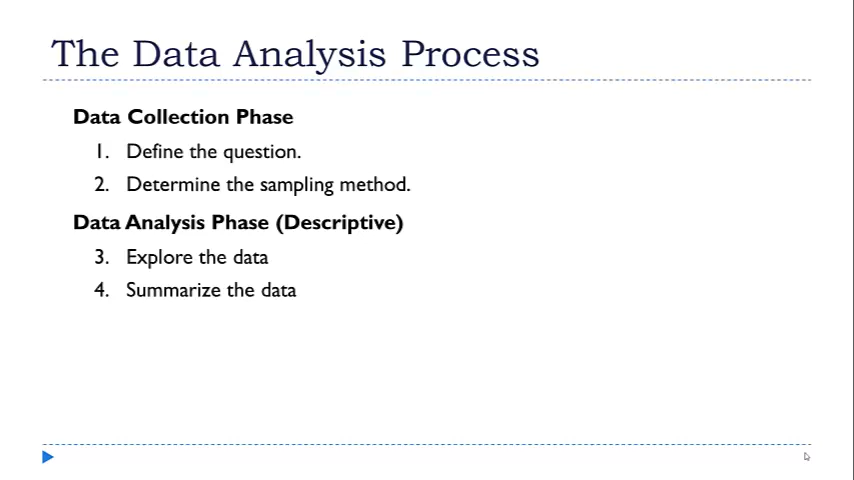 The Data Analysis Process
Data Collection Phase
1. Define the question.
2. Determine the sampling method.
Data Analysis Phase (Descriptive)
3. Explore the data
4. Summarize the data